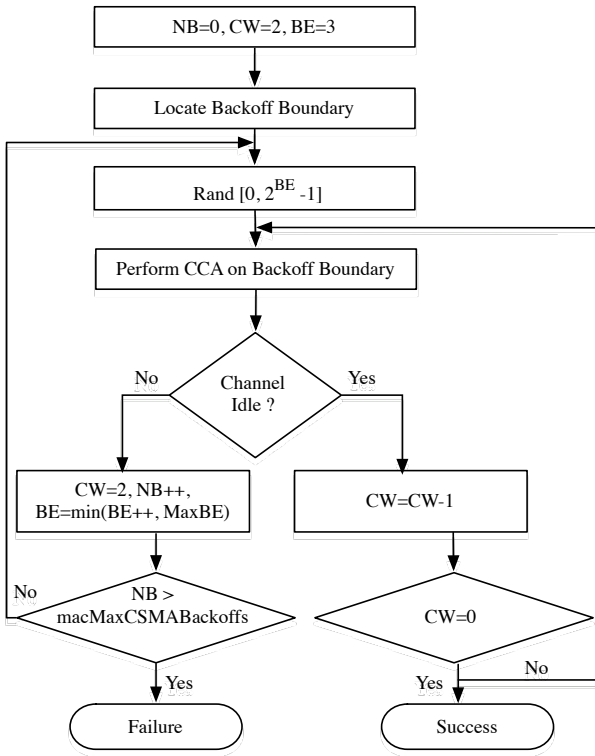 NB=0, CW=2, BE=3
Locate Backoff Boundary
Rand [0, 2^BE -1]
Perform CCA on Backoff Boundary
No
Channel
Idle ?
Yes
CW=2, NB++,
BE=min(BE++, MaxBE)
CW=CW-1
No
NB >
macMaxCSMABackoffs
CW=0
Yes
Yes
No
Failure
Success